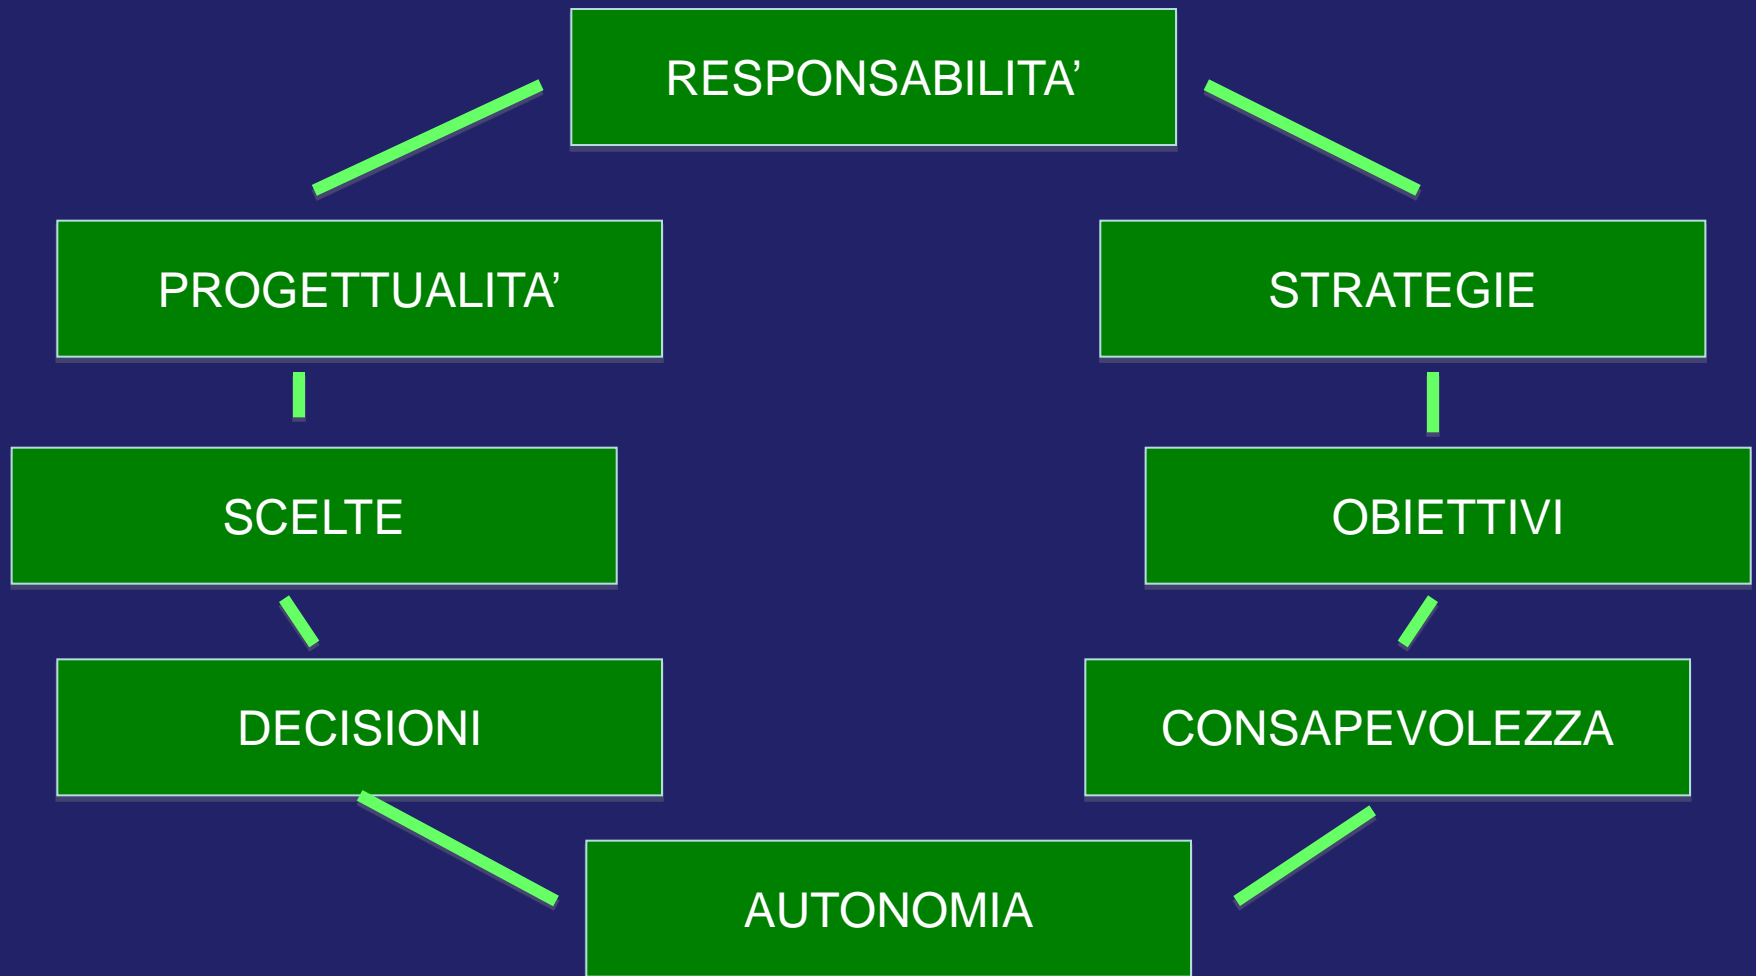 RESPONSABILITA’
PROGETTUALITA’
STRATEGIE
SCELTE
OBIETTIVI
DECISIONI
CONSAPEVOLEZZA
AUTONOMIA